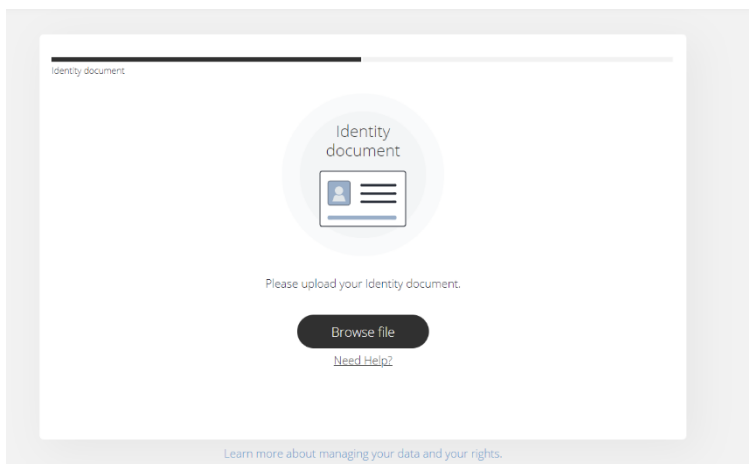 Identity document
Identity
document
Please upload your Identity document.
Browse file
Need Help?
Learn more about managing your data and your rights.